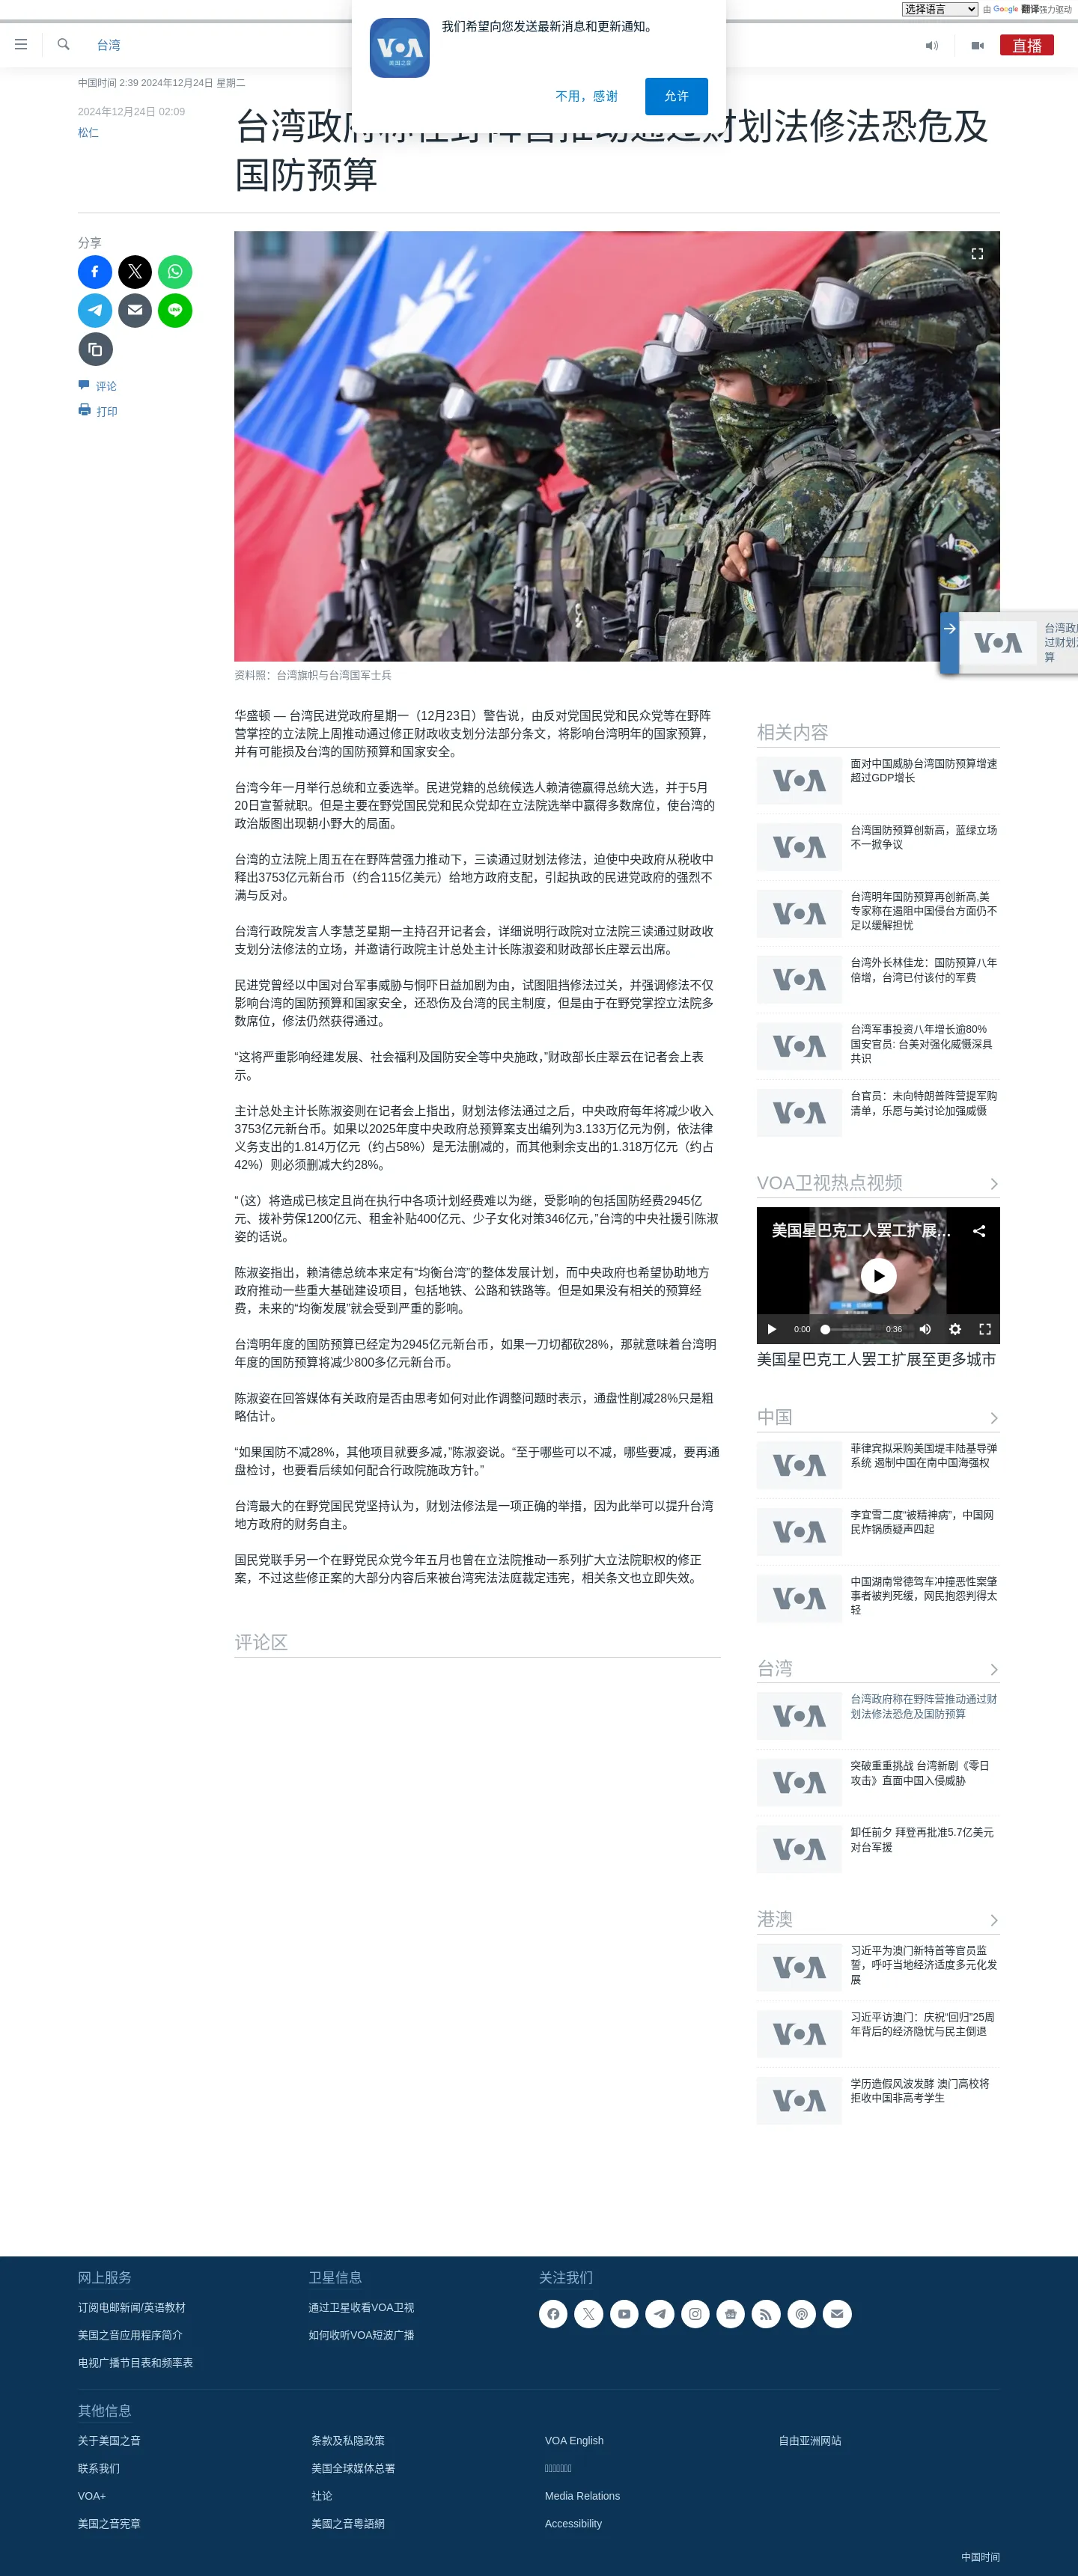 选择语言
由 Google 翻译强力驱动
我们希望向您发送最新消息和更新通知。
VOA
美国之音
不用，感谢
允许
台湾
直播
中国时间 2:39 2024年12月24日 星期二
2024年12月24日 02:09
松仁
台湾政府称在野阵营推动通过财划法修法恐危及
国防预算
分享
评论
打印
资料照：台湾旗帜与台湾国军士兵
VOA
台湾政府
过财划法
算
华盛顿 — 台湾民进党政府星期一（12月23日）警告说，由反对党国民党和民众党等在野阵
营掌控的立法院上周推动通过修正财政收支划分法部分条文，将影响台湾明年的国家预算，
并有可能损及台湾的国防预算和国家安全。
台湾今年一月举行总统和立委选举。民进党籍的总统候选人赖清德赢得总统大选，并于5月
20日宣誓就职。但是主要在野党国民党和民众党却在立法院选举中赢得多数席位，使台湾的
政治版图出现朝小野大的局面。
台湾的立法院上周五在在野阵营强力推动下，三读通过财划法修法，迫使中央政府从税收中
释出3753亿元新台币（约合115亿美元）给地方政府支配，引起执政的民进党政府的强烈不
满与反对。
台湾行政院发言人李慧芝星期一主持召开记者会，详细说明行政院对立法院三读通过财政收
支划分法修法的立场，并邀请行政院主计总处主计长陈淑姿和财政部长庄翠云出席。
民进党曾经以中国对台军事威胁与恫吓日益加剧为由，试图阻挡修法过关，并强调修法不仅
影响台湾的国防预算和国家安全，还恐伤及台湾的民主制度，但是由于在野党掌控立法院多
数席位，修法仍然获得通过。
“这将严重影响经建发展、社会福利及国防安全等中央施政，”财政部长庄翠云在记者会上表
示。
主计总处主计长陈淑姿则在记者会上指出，财划法修法通过之后，中央政府每年将减少收入
3753亿元新台币。如果以2025年度中央政府总预算案支出编列为3.133万亿元为例，依法律
义务支出的1.814万亿元（约占58%）是无法删减的，而其他剩余支出的1.318万亿元（约占
42%）则必须删减大约28%。
“（这）将造成已核定且尚在执行中各项计划经费难以为继，受影响的包括国防经费2945亿
元、拨补劳保1200亿元、租金补贴400亿元、少子女化对策346亿元，”台湾的中央社援引陈淑
姿的话说。
陈淑姿指出，赖清德总统本来定有“均衡台湾”的整体发展计划，而中央政府也希望协助地方
政府推动一些重大基础建设项目，包括地铁、公路和铁路等。但是如果没有相关的预算经
费，未来的“均衡发展”就会受到严重的影响。
台湾明年度的国防预算已经定为2945亿元新台币，如果一刀切都砍28%，那就意味着台湾明
年度的国防预算将减少800多亿元新台币。
陈淑姿在回答媒体有关政府是否由思考如何对此作调整问题时表示，通盘性削减28%只是粗
略估计。
“如果国防不减28%，其他项目就要多减，”陈淑姿说。“至于哪些可以不减，哪些要减，要再通
盘检讨，也要看后续如何配合行政院施政方针。”
台湾最大的在野党国民党坚持认为，财划法修法是一项正确的举措，因为此举可以提升台湾
地方政府的财务自主。
国民党联手另一个在野党民众党今年五月也曾在立法院推动一系列扩大立法院职权的修正
案，不过这些修正案的大部分内容后来被台湾宪法法庭裁定违宪，相关条文也立即失效。
评论区
相关内容
VOA
面对中国威胁台湾国防预算增速
超过GDP增长
VOA
台湾国防预算创新高，蓝绿立场
不一掀争议
VOA
台湾明年国防预算再创新高,美
专家称在遏阻中国侵台方面仍不
足以缓解担忧
VOA
台湾外长林佳龙：国防预算八年
倍增，台湾已付该付的军费
VOA
台湾军事投资八年增长逾80%
国安官员: 台美对强化威慑深具
共识
VOA
台官员：未向特朗普阵营提军购
清单，乐愿与美讨论加强威慑
VOA卫视热点视频
美国星巴克工人罢工扩展...
0:00
0:36
美国星巴克工人罢工扩展至更多城市
中国
VOA
菲律宾拟采购美国堤丰陆基导弹
系统 遏制中国在南中国海强权
VOA
李宜雪二度“被精神病”，中国网
民炸锅质疑声四起
VOA
中国湖南常德驾车冲撞恶性案肇
事者被判死缓，网民抱怨判得太
轻
台湾
VOA
台湾政府称在野阵营推动通过财
划法修法恐危及国防预算
VOA
突破重重挑战 台湾新剧《零日
攻击》直面中国入侵威胁
VOA
卸任前夕 拜登再批准5.7亿美元
对台军援
港澳
VOA
习近平为澳门新特首等官员监
誓，呼吁当地经济适度多元化发
展
VOA
习近平访澳门：庆祝“回归”25周
年背后的经济隐忧与民主倒退
VOA
学历造假风波发酵 澳门高校将
拒收中国非高考学生
网上服务
订阅电邮新闻/英语教材
美国之音应用程序简介
电视广播节目表和频率表
卫星信息
通过卫星收看VOA卫视
如何收听VOA短波广播
关注我们
其他信息
关于美国之音
联系我们
VOA+
美国之音宪章
条款及私隐政策
美国全球媒体总署
社论
美國之音粵語網
VOA English
Media Relations
Accessibility
自由亚洲网站
中国时间